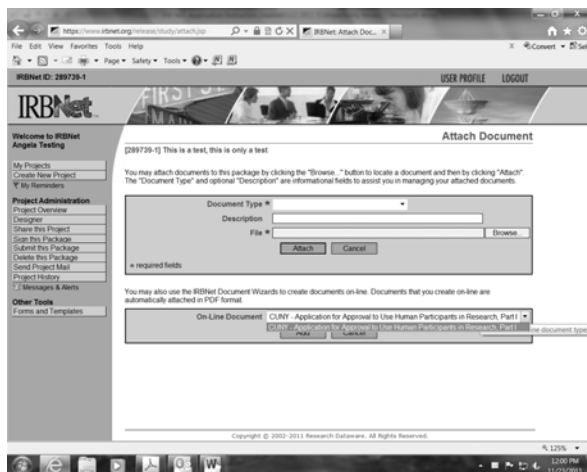 https://www.irbnet.org/release/study/attach.jsp
IRBNet: Attach Doc...
File Edit View Favorites Tools Help
Convert
Page Safety Tools
IRBNet ID: 289739-1
USER PROFILE LOGOUT
IRBNet
FIRST
MAIN
Welcome to IRBNet
Angela Testing
Attach Document
[289739-1] This is a test, this is only a test
My Projects
Create New Project
My Reminders
Project Administration
Project Overview
Designer
Share this Project
Sign this Package
Submit this Package
Delete this Package
Send Project Mail
Project History
Messages & Alerts
Other Tools
Forms and Templates
You may attach documents to this package by clicking the "Browse..." button to locate a document and then by clicking "Attach".
The "Document Type" and optional "Description" are informational fields to assist you in managing your attached documents.
Document Type *
Description
File * Browse...
Attach Cancel
* required fields
You may also use the IRBNet Document Wizards to create documents on-line. Documents that you create on-line are
automatically attached in PDF format.
On-Line Document CUNY - Application for Approval to Use Human Participants in Research, Part I
CUNY - Application for Approval to Use Human Participants in Research, Part I
ne document type
Add Cancel
Copyright © 2002-2011 Research Dataware. All Rights Reserved.
125%
12:00 PM